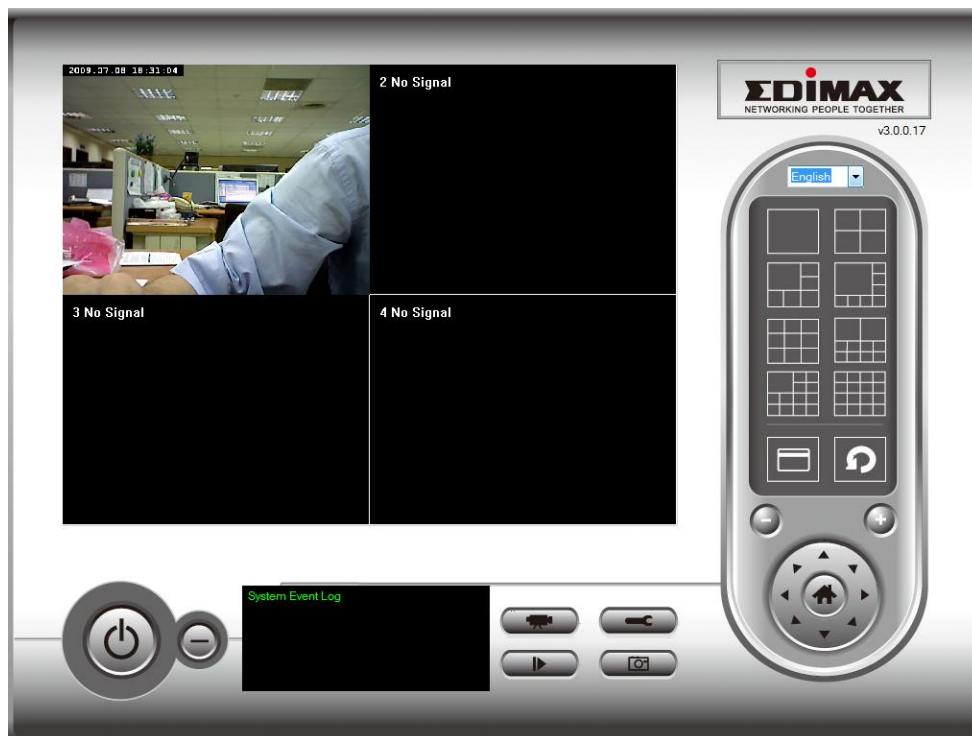 2009.07.08 18:31:04
2 No Signal
3 No Signal
4 No Signal
EDIMAX
NETWORKING PEOPLE TOGETHER
v3.0.0.17
English
System Event Log